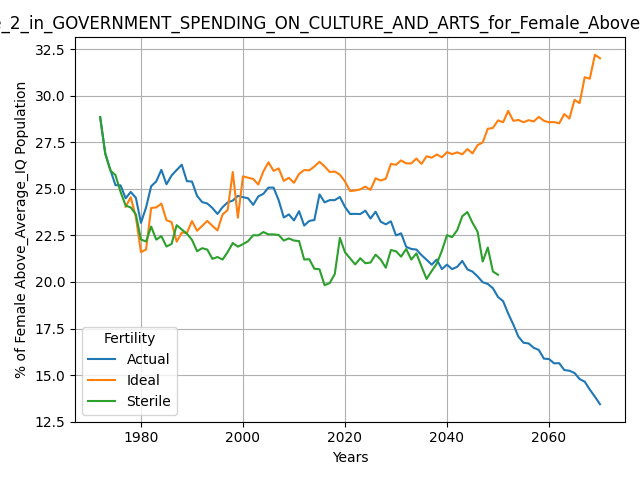 _2_in_GOVERNMENT_SPENDING_ON_CULTURE_AND_ARTS_for_Female_Above
32.5
30.0
27.5
25.0
22.5
20.0
17.5
15.0
12.5
% of Female Above_Average_IQ Population
Fertility
Actual
Ideal
Sterile
1980
2000
2020
2040
2060
Years